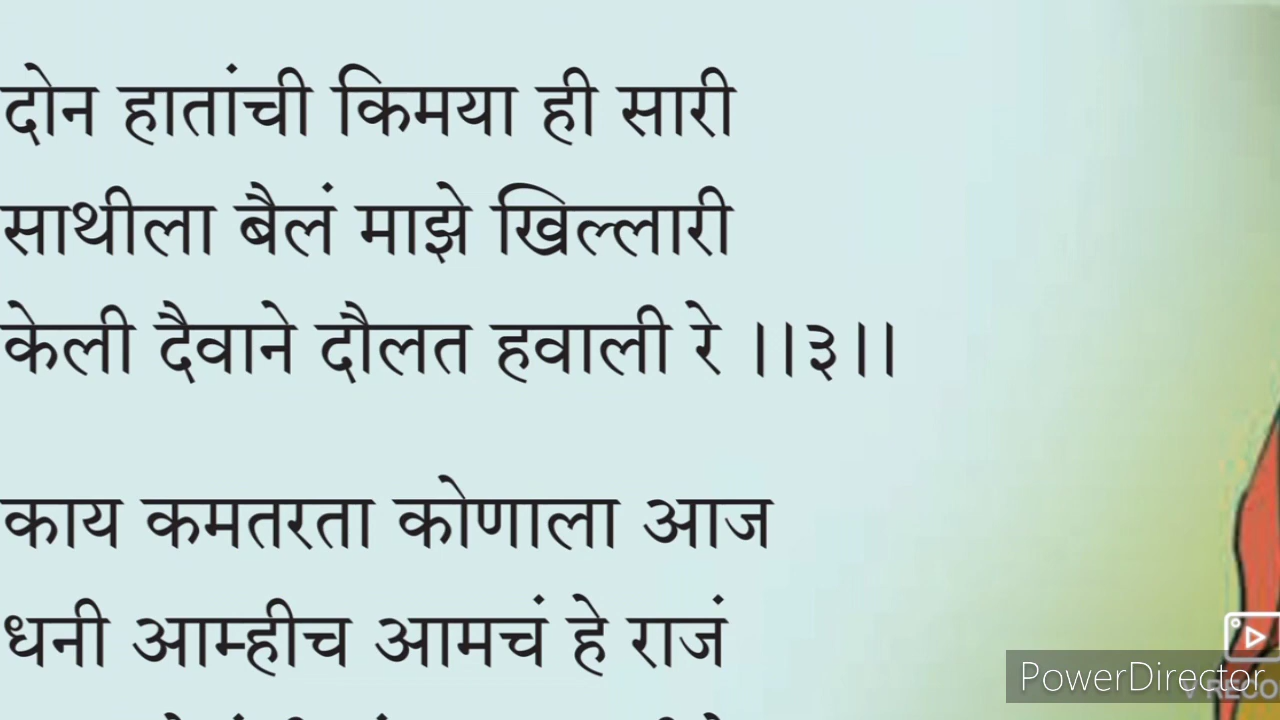 दोन हातांची किमया ही सारी
साथीला बैलं माझे खिल्लारी
केली दैवाने दौलत हवाली रे ।।३।।
काय कमतरता कोणाला आज
धनी आम्हीच आमचं हे राजं
PowerDirector